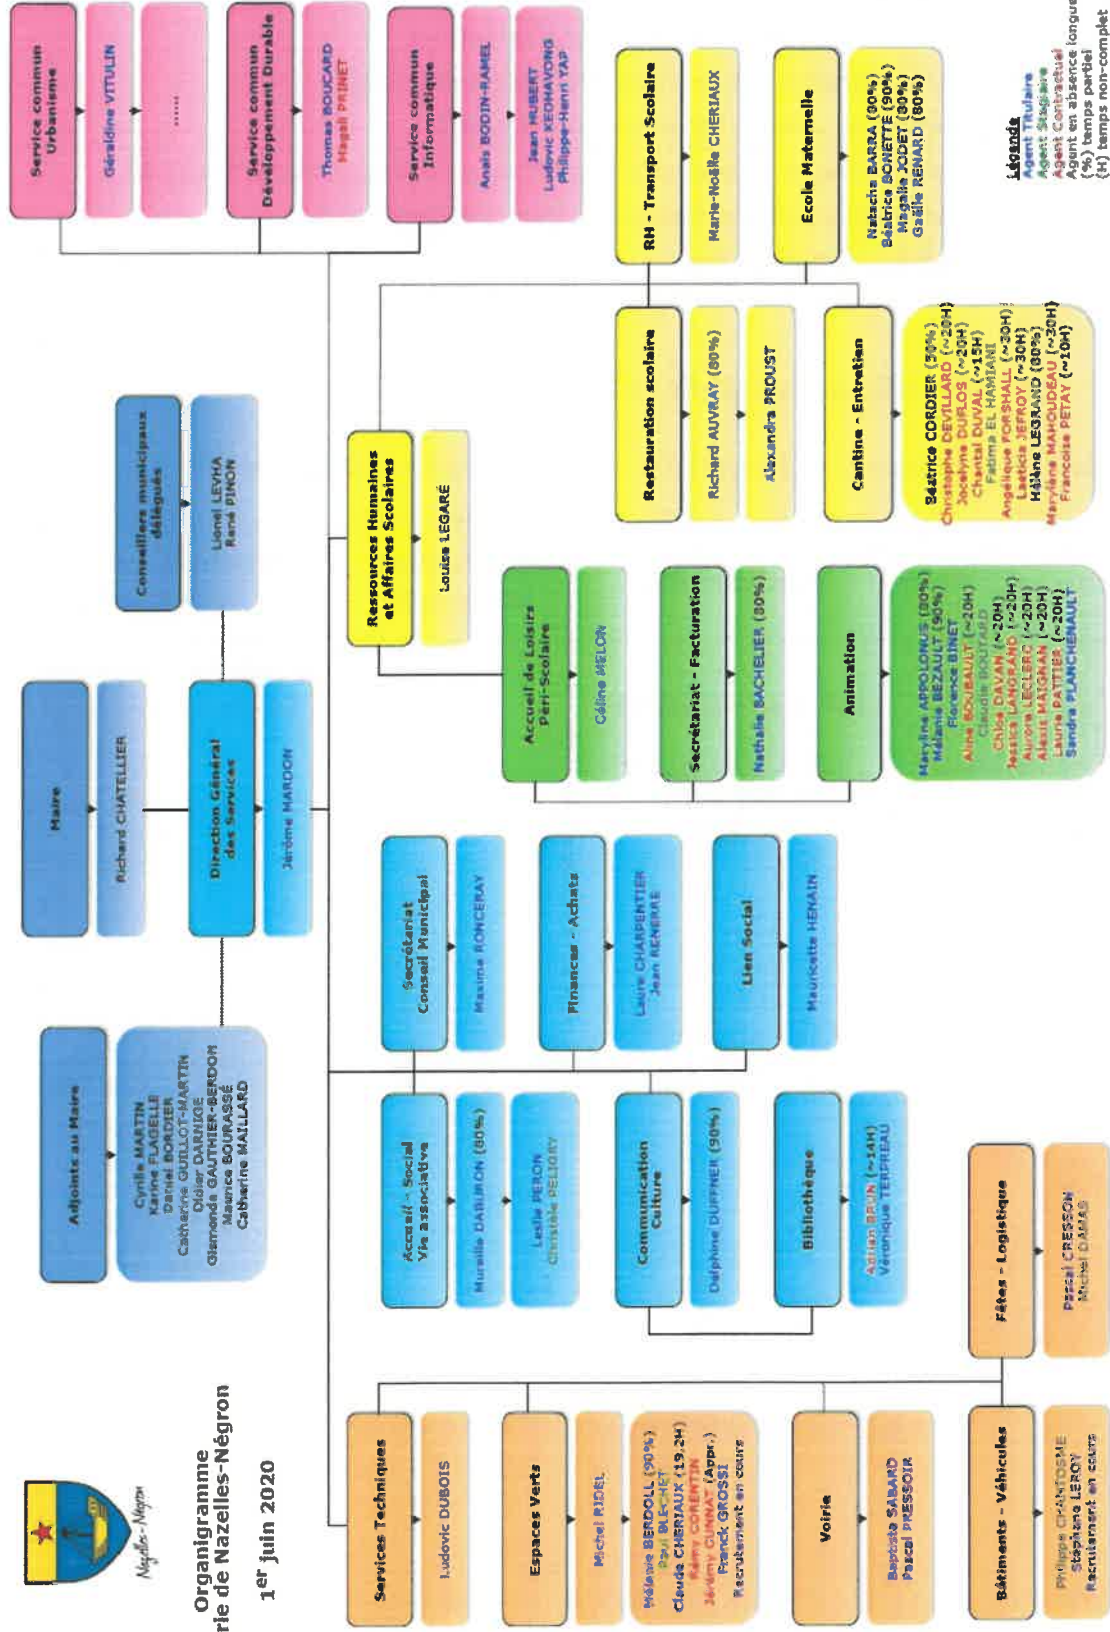 Nazelles-Négron
Organigramme
rie de Nazelles-Négron
1er juin 2020
Maire
Richard CHATELLIER
Adjoints au Maire
Cyrille MARTIN
Karine FLAGELLE
Daniel BORDIER
Catherine GUILLOT-MARTIN
Didier DARNIGE
Gismonde GAUTHIER-BERDON
Maurice BOURASSÉ
Catherine MAILLARD
Direction Général
des Services
Jérôme MARDON
Conseillers municipaux
délégués
Lionel LEVHA
René PINON
Service commun
Urbanisme
Géraldine VITULIN
......
Service commun
Développement Durable
Thomas BOUCARD
Magali PRINET
Service commun
Informatique
Anaïs BODIN-RAMEL
Jean HUBERT
Ludovic KEOHAVONG
Philippe-Henri YAP
Services Techniques
Ludovic DUBOIS
Espaces Verts
Michel RIDEL
Mélanie BERDOLL (90%)
Paul BLECHET
Claude CHERIAUX (19,2H)
Rémy CORENTIN
Jérémy CUNNAT (Appr.)
Franck GROSSI
Recrutement en cours
Voirie
Baptiste SABARD
Pascal PRESSOIR
Bâtiments - Véhicules
Philippe CHANTOSME
Stéphane LEROY
Recrutement en cours
Fêtes - Logistique
Pascal CRESSON
Michel DAMAS
Accueil - Social
Vie associative
Murielle DABURON (80%)
Leslie PERON
Christèle PELIGRY
Communication
Culture
Delphine DUFFNER (90%)
Bibliothèque
Adrian BRUN (~14H)
Véronique TERPREAU
Secrétariat
Conseil Municipal
Maxime RONCERAY
Finances - Achats
Laure CHARPENTIER
Jean RENERRE
Lien Social
Mauricette HENAIN
Ressources Humaines
et Affaires Scolaires
Louise LEGARÉ
Accueil de Loisirs
Péri-Scolaire
Céline MELON
Secrétariat - Facturation
Nathalie BACHELIER (80%)
Animation
Maryline APPOLONUS (80%)
Mélanie BEZAULT (90%)
Florence BINET
Aline BOUBAULT (~20H)
Claudie BOUTARD
Chloé DAVAN (~20H)
Jessica LANGRAND (~20H)
Aurore LECLERC (~20H)
Alexis MAIGNAN (~20H)
Laurie PATTIER (~20H)
Sandra PLANCHENAULT
Restauration scolaire
Richard AUVRAY (80%)
Alexandra PROUST
Cantine - Entretien
Béatrice CORDIER (50%)
Christophe DEVILLARD (~20H)
Jocelyne DUFLOS (~20H)
Chantal DUVAL (~15H)
Fatima EL HAMIANI
Angélique FORSHALL (~30H)
Laeticia JEFROY (~30H)
Hélène LEGRAND (80%)
Marylène MAHOUDEAU (~30H)
Francoise PETAY (~10H)
RH - Transport Scolaire
Marie-Noëlle CHERIAUX
Ecole Maternelle
Natacha BARRA (80%)
Béatrice BONETTE (90%)
Magalie JODET (80%)
Gaëlle RENARD (80%)
Légende
Agent Titulaire
Agent Stagiaire
Agent Contractuel
Agent en absence longue
(%) temps partiel
(H) temps non-complet